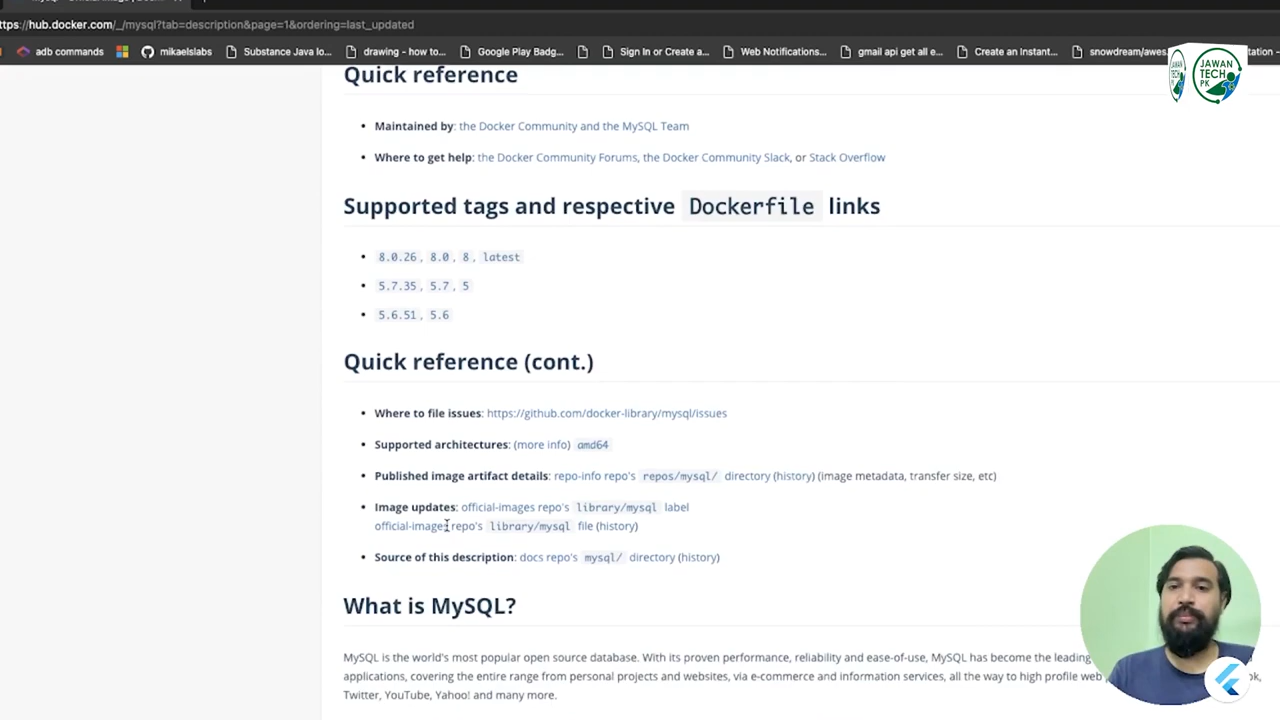 https://hub.docker.com/_/mysql?tab=description&page=1&ordering=last_updated
adb commands
mikaelslabs
Substance Java lo...
drawing - how to...
Google Play Badg...
Sign In or Create a...
Web Notifications...
gmail api get all e...
Create an Instant...
snowdream/awes
JAWAN
TECH
PK
Quick reference
Maintained by: the Docker Community and the MySQL Team
Where to get help: the Docker Community Forums, the Docker Community Slack, or Stack Overflow
Supported tags and respective Dockerfile links
8.0.26, 8.0, 8, latest
5.7.35, 5.7, 5
5.6.51, 5.6
Quick reference (cont.)
Where to file issues: https://github.com/docker-library/mysql/issues
Supported architectures: (more info) amd64
Published image artifact details: repo-info repo's repos/mysql/ directory (history) (image metadata, transfer size, etc)
Image updates: official-images repo's library/mysql label
official-images repo's library/mysql file (history)
Source of this description: docs repo's mysql/ directory (history)
What is MySQL?
MySQL is the world's most popular open source database. With its proven performance, reliability and ease-of-use, MySQL has become the leading
applications, covering the entire range from personal projects and websites, via e-commerce and information services, all the way to high profile web
Twitter, YouTube, Yahoo! and many more.